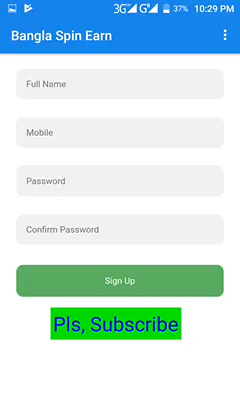 3G G 37% 10:29 PM
Bangla Spin Earn
Full Name
Mobile
Password
Confirm Password
Sign Up
Pls, Subscribe